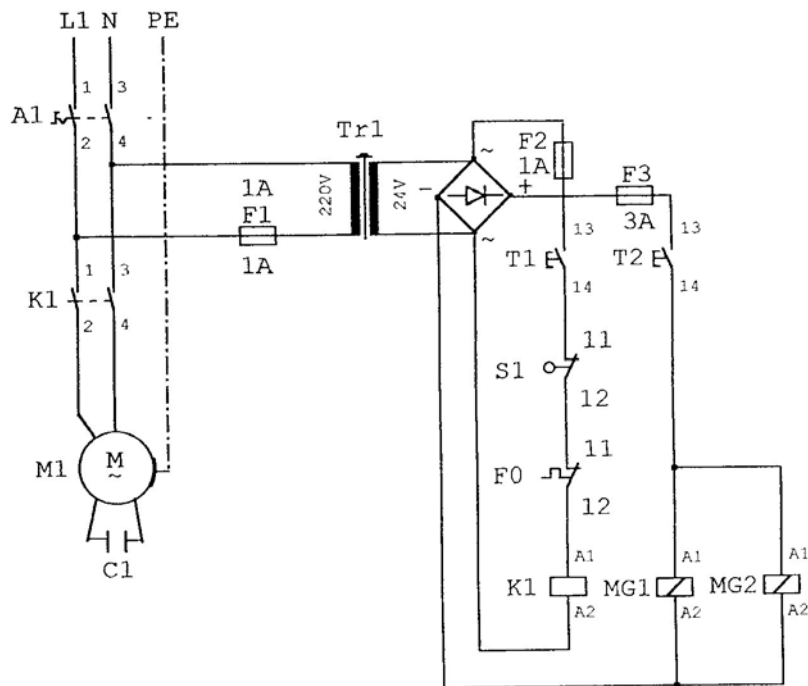 L1 N PE
1 3
A1
2 4
Tr1
1A
F1
1A
220V
24V
~
~
−
+
F2
1A
F3
3A
13
T1
14
13
T2
14
1 3
K1
2 4
11
S1
12
11
F0
12
M1
M
~
C1
A1
K1
A2
A1
MG1
A2
A1
MG2
A2